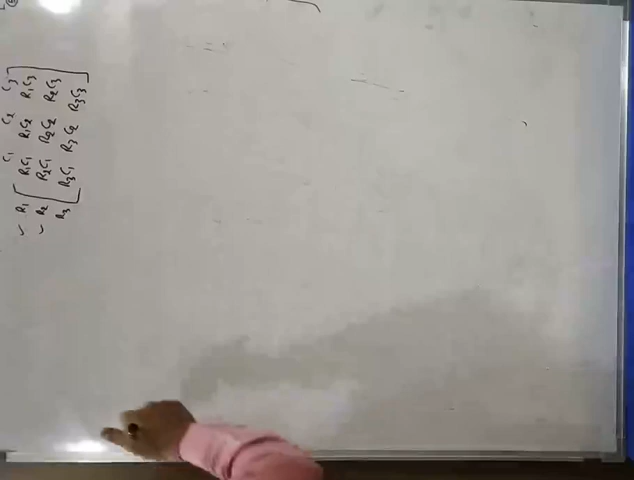 C1 C2 C3
✓ R1 [ R1C1 R1C2 R1C3 ]
✓ R2 [ R2C1 R2C2 R2C3 ]
R3 [ R3C1 R3C2 R3C3 ]